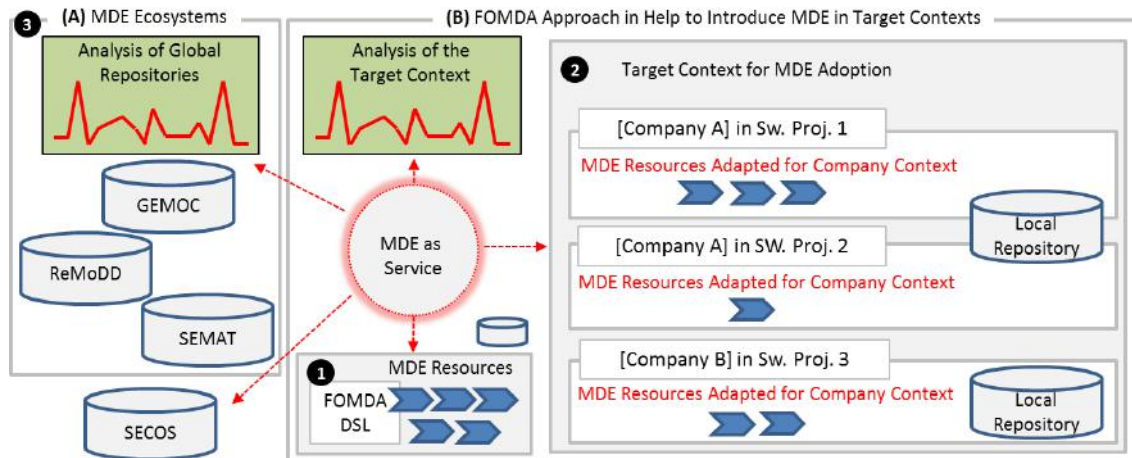 3 (A) MDE Ecosystems
Analysis of Global
Repositories
GEMOC
ReMoDD
SEMAT
SECOS
(B) FOMDA Approach in Help to Introduce MDE in Target Contexts
Analysis of the
Target Context
MDE as
Service
1 MDE Resources
FOMDA
DSL
2 Target Context for MDE Adoption
[Company A] in Sw. Proj. 1
MDE Resources Adapted for Company Context
Local
Repository
[Company A] in SW. Proj. 2
MDE Resources Adapted for Company Context
[Company B] in Sw. Proj. 3
MDE Resources Adapted for Company Context
Local
Repository